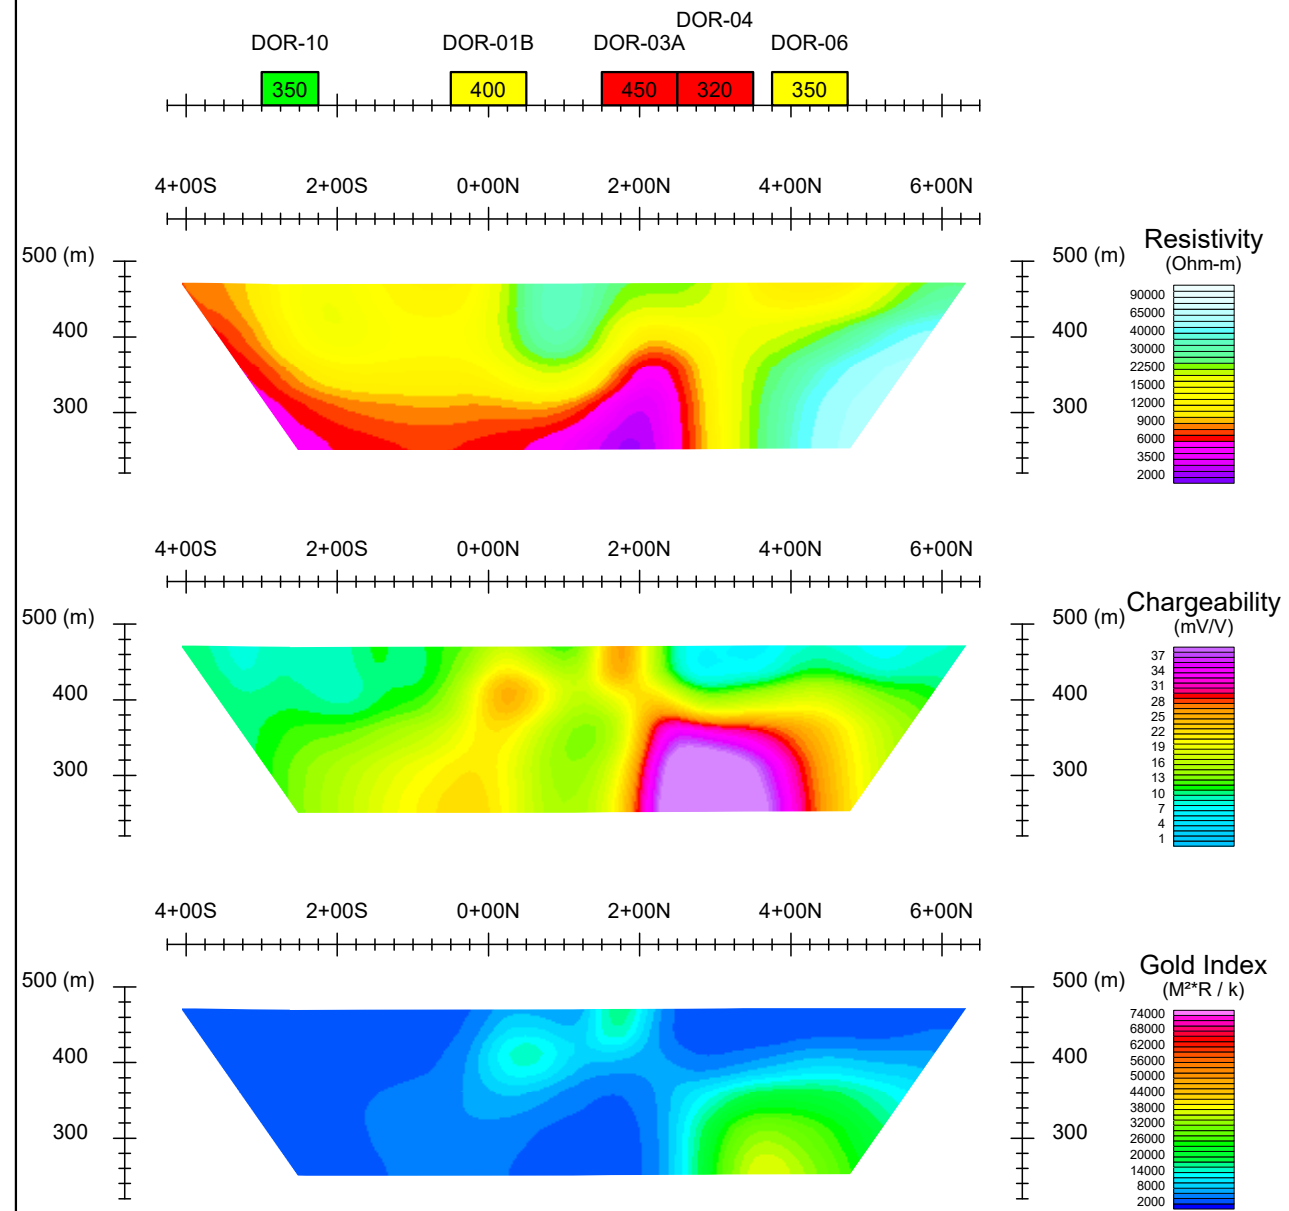 DOR-04
DOR-10 DOR-01B DOR-03A DOR-06
350 400 450 320 350
4+00S 2+00S 0+00N 2+00N 4+00N 6+00N
500 (m) 500 (m)
400 400
300 300
Resistivity
(Ohm-m)
90000
65000
40000
30000
22500
15000
12000
9000
6000
3500
2000
4+00S 2+00S 0+00N 2+00N 4+00N 6+00N
500 (m) 500 (m)
400 400
300 300
Chargeability
(mV/V)
37
34
31
28
25
22
19
16
13
10
7
4
1
4+00S 2+00S 0+00N 2+00N 4+00N 6+00N
500 (m) 500 (m)
400 400
300 300
Gold Index
(M²*R / k)
74000
68000
62000
56000
50000
44000
38000
32000
26000
20000
14000
8000
2000